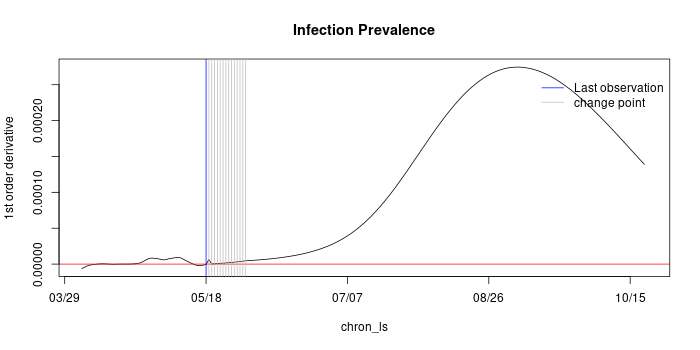 Infection Prevalence
1st order derivative
0.00020
0.00010
0.00000
Last observation
change point
03/29
05/18
07/07
08/26
10/15
chron_ls